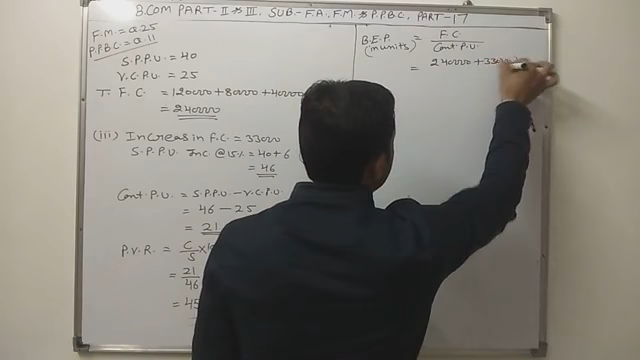 B.COM PART-II & III. SUB.-F.A, F.M. & P.P.B.C. PART-17
F.M. = Q.25
P.P.B.C. = Q.11
S.P.P.U = 40
V.C.P.U. = 25
T. F. C. = 120000 + 80000 + 40000
= 240000
(iii) Increas in F.C. = 33000
S.P.P.U. Inc. @ 15% = 40 + 6
= 46
Cont. P.U. = S.P.P.U - V.C.P.U.
= 46 - 25
= 21
P.V.R. = C/S ×
= 21/46
= 45
B.E.P. (in units) = F.C. / Cont. P.U.
= 240000 + 33000